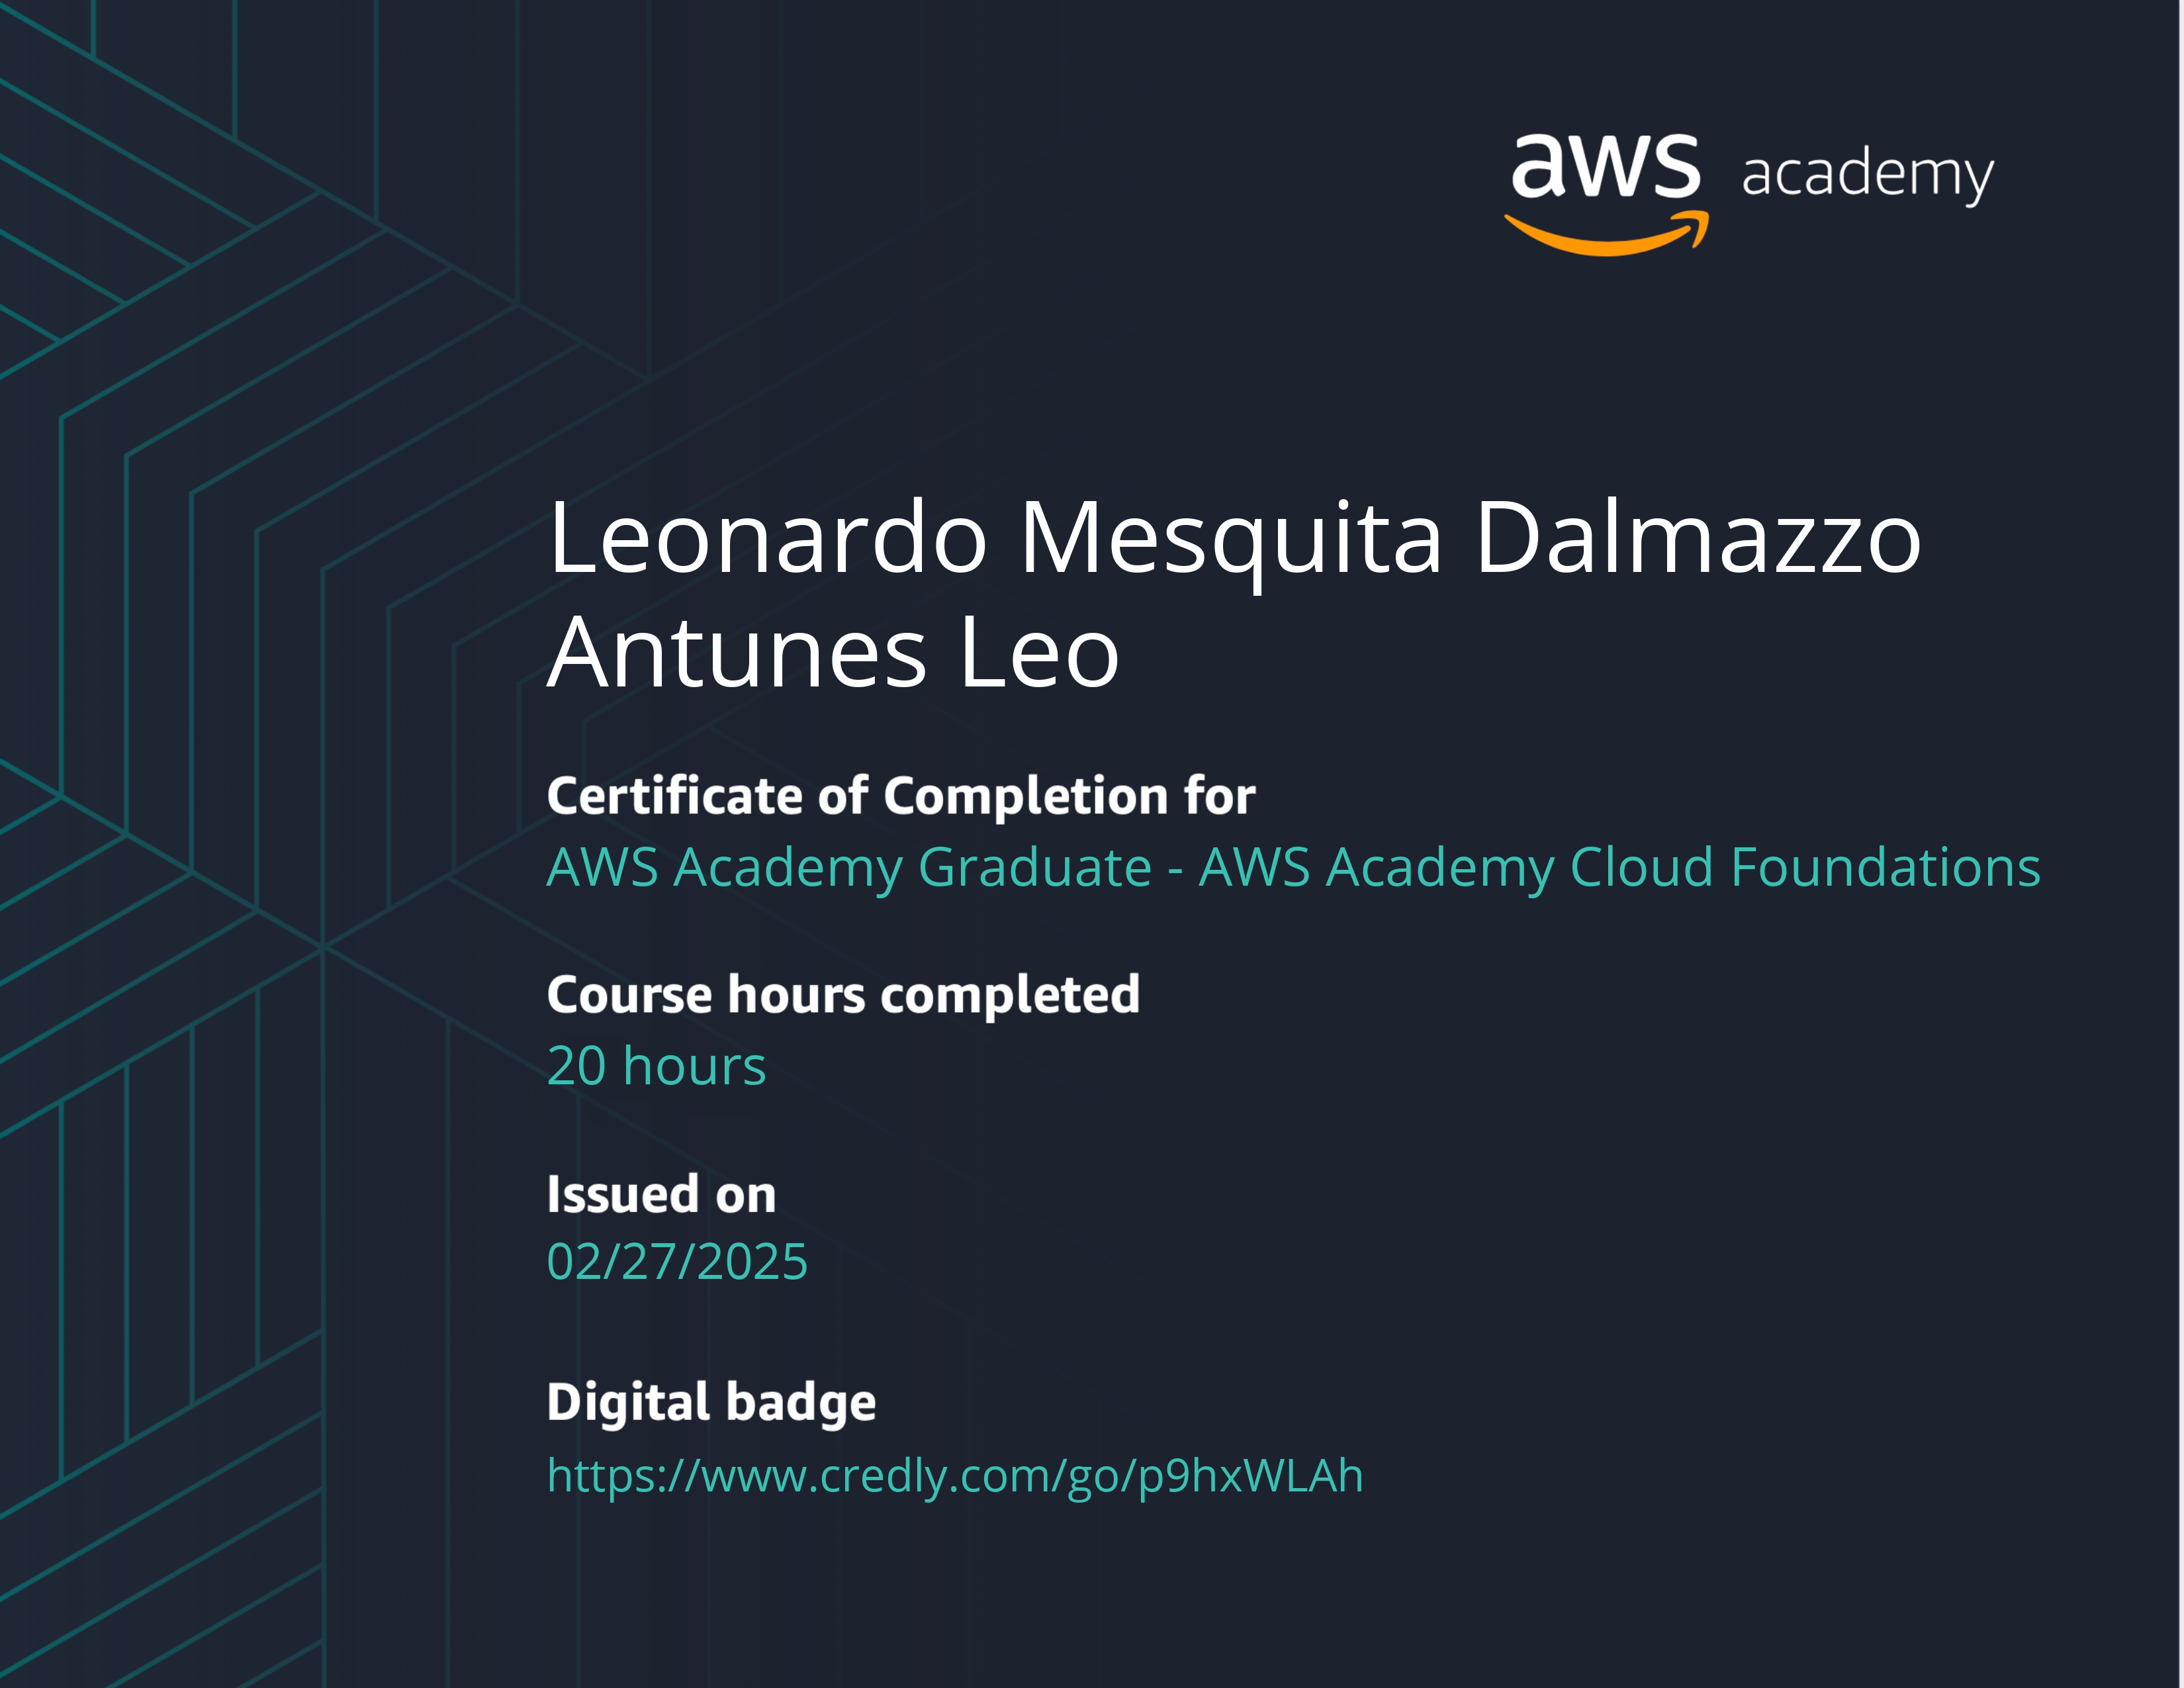 aws academy
Leonardo Mesquita Dalmazzo
Antunes Leo
Certificate of Completion for
AWS Academy Graduate - AWS Academy Cloud Foundations
Course hours completed
20 hours
Issued on
02/27/2025
Digital badge
https://www.credly.com/go/p9hxWLAh